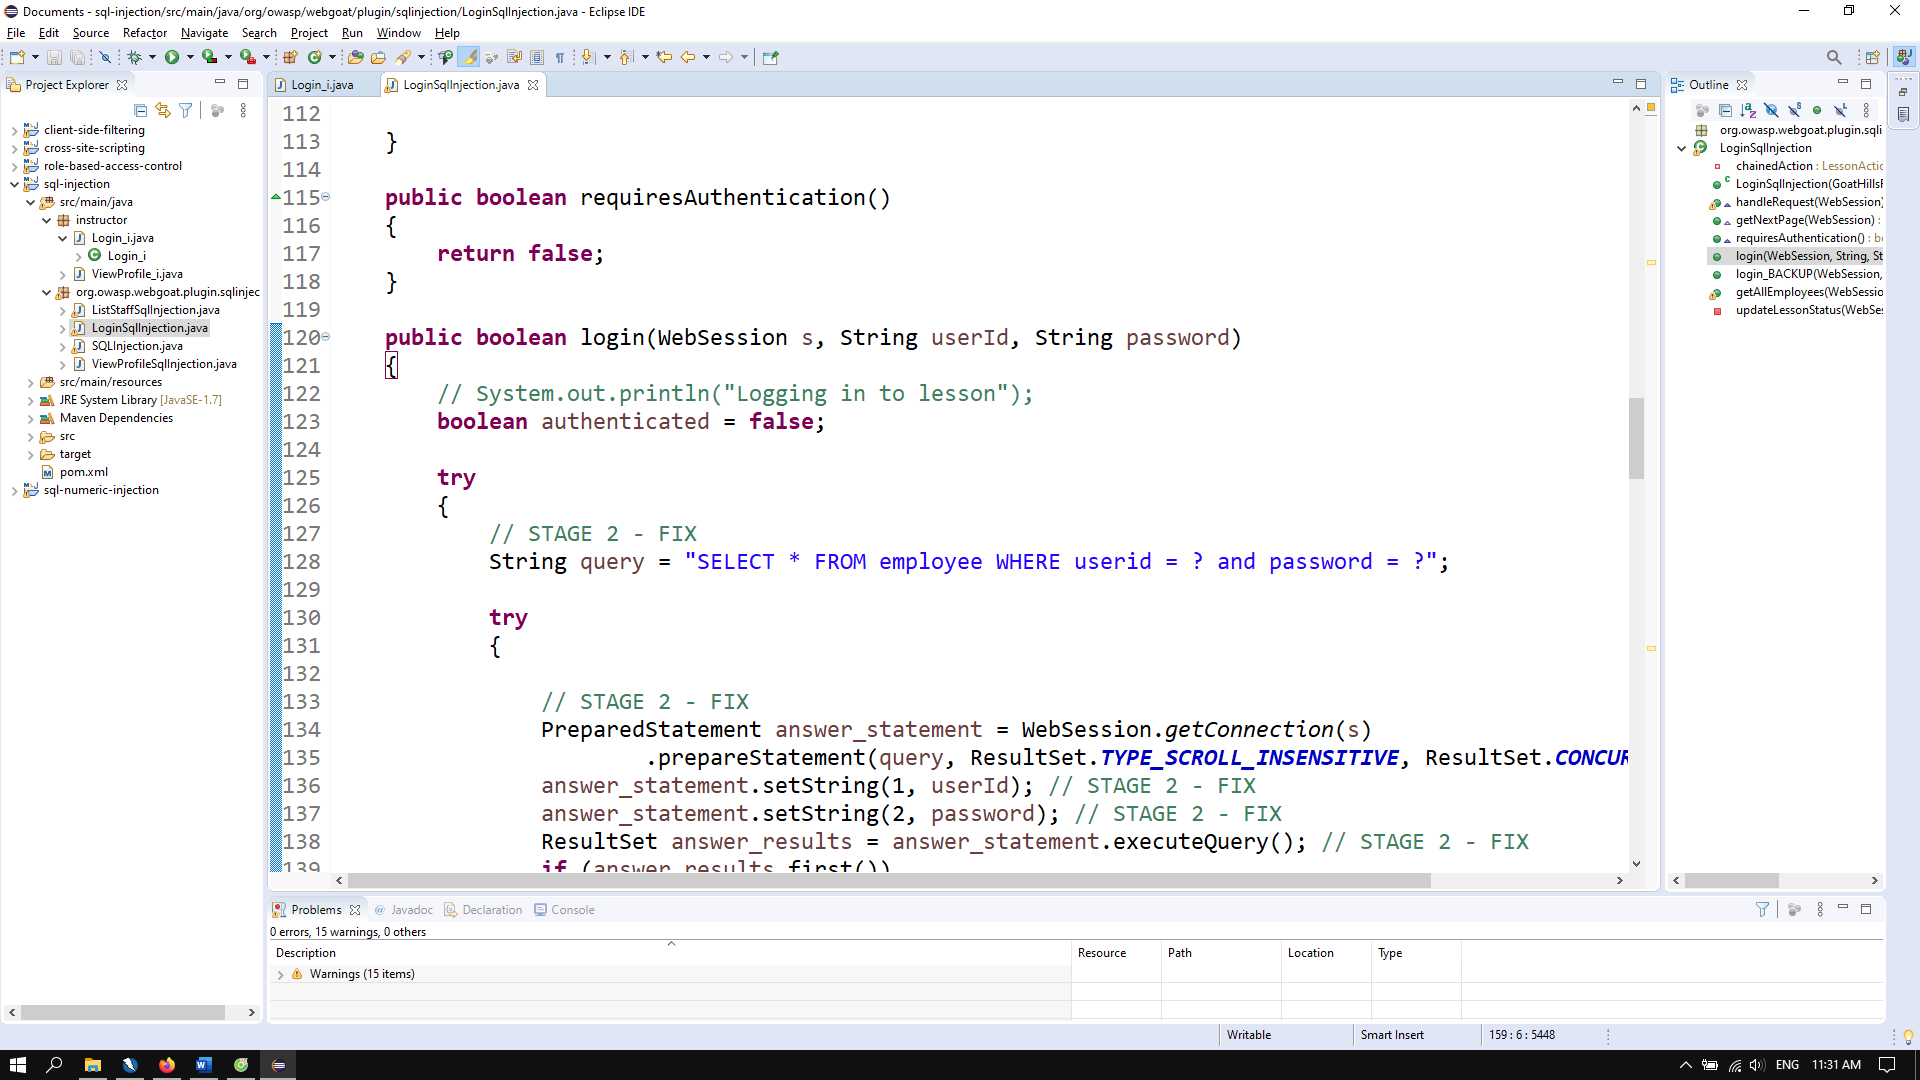 Documents - sql-injection/src/main/java/org/owasp/webgoat/plugin/sqlinjection/LoginSqlInjection.java - Eclipse IDE
File Edit Source Refactor Navigate Search Project Run Window Help
Project Explorer
client-side-filtering
cross-site-scripting
role-based-access-control
sql-injection
src/main/java
instructor
Login_i.java
Login_i
ViewProfile_i.java
org.owasp.webgoat.plugin.sqlinjec
ListStaffSqlInjection.java
LoginSqlInjection.java
SQLInjection.java
ViewProfileSqlInjection.java
src/main/resources
JRE System Library [JavaSE-1.7]
Maven Dependencies
src
target
pom.xml
sql-numeric-injection
Login_i.java LoginSqlInjection.java
112
113 }
114
115 public boolean requiresAuthentication()
116 {
117 return false;
118 }
119
120 public boolean login(WebSession s, String userId, String password)
121 {
122 // System.out.println("Logging in to lesson");
123 boolean authenticated = false;
124
125 try
126 {
127 // STAGE 2 - FIX
128 String query = "SELECT * FROM employee WHERE userid = ? and password = ?";
129
130 try
131 {
132
133 // STAGE 2 - FIX
134 PreparedStatement answer_statement = WebSession.getConnection(s)
135 .prepareStatement(query, ResultSet.TYPE_SCROLL_INSENSITIVE, ResultSet.CONCUR
136 answer_statement.setString(1, userId); // STAGE 2 - FIX
137 answer_statement.setString(2, password); // STAGE 2 - FIX
138 ResultSet answer_results = answer_statement.executeQuery(); // STAGE 2 - FIX
139 if (answer_results.first())
Outline
org.owasp.webgoat.plugin.sqli
LoginSqlInjection
chainedAction : LessonActic
LoginSqlInjection(GoatHills
handleRequest(WebSession)
getNextPage(WebSession) :
requiresAuthentication() : b
login(WebSession, String, St
login_BACKUP(WebSession,
getAllEmployees(WebSessio
updateLessonStatus(WebSe
Problems Javadoc Declaration Console
0 errors, 15 warnings, 0 others
Description Resource Path Location Type
Warnings (15 items)
Writable Smart Insert 159 : 6 : 5448
ENG 11:31 AM